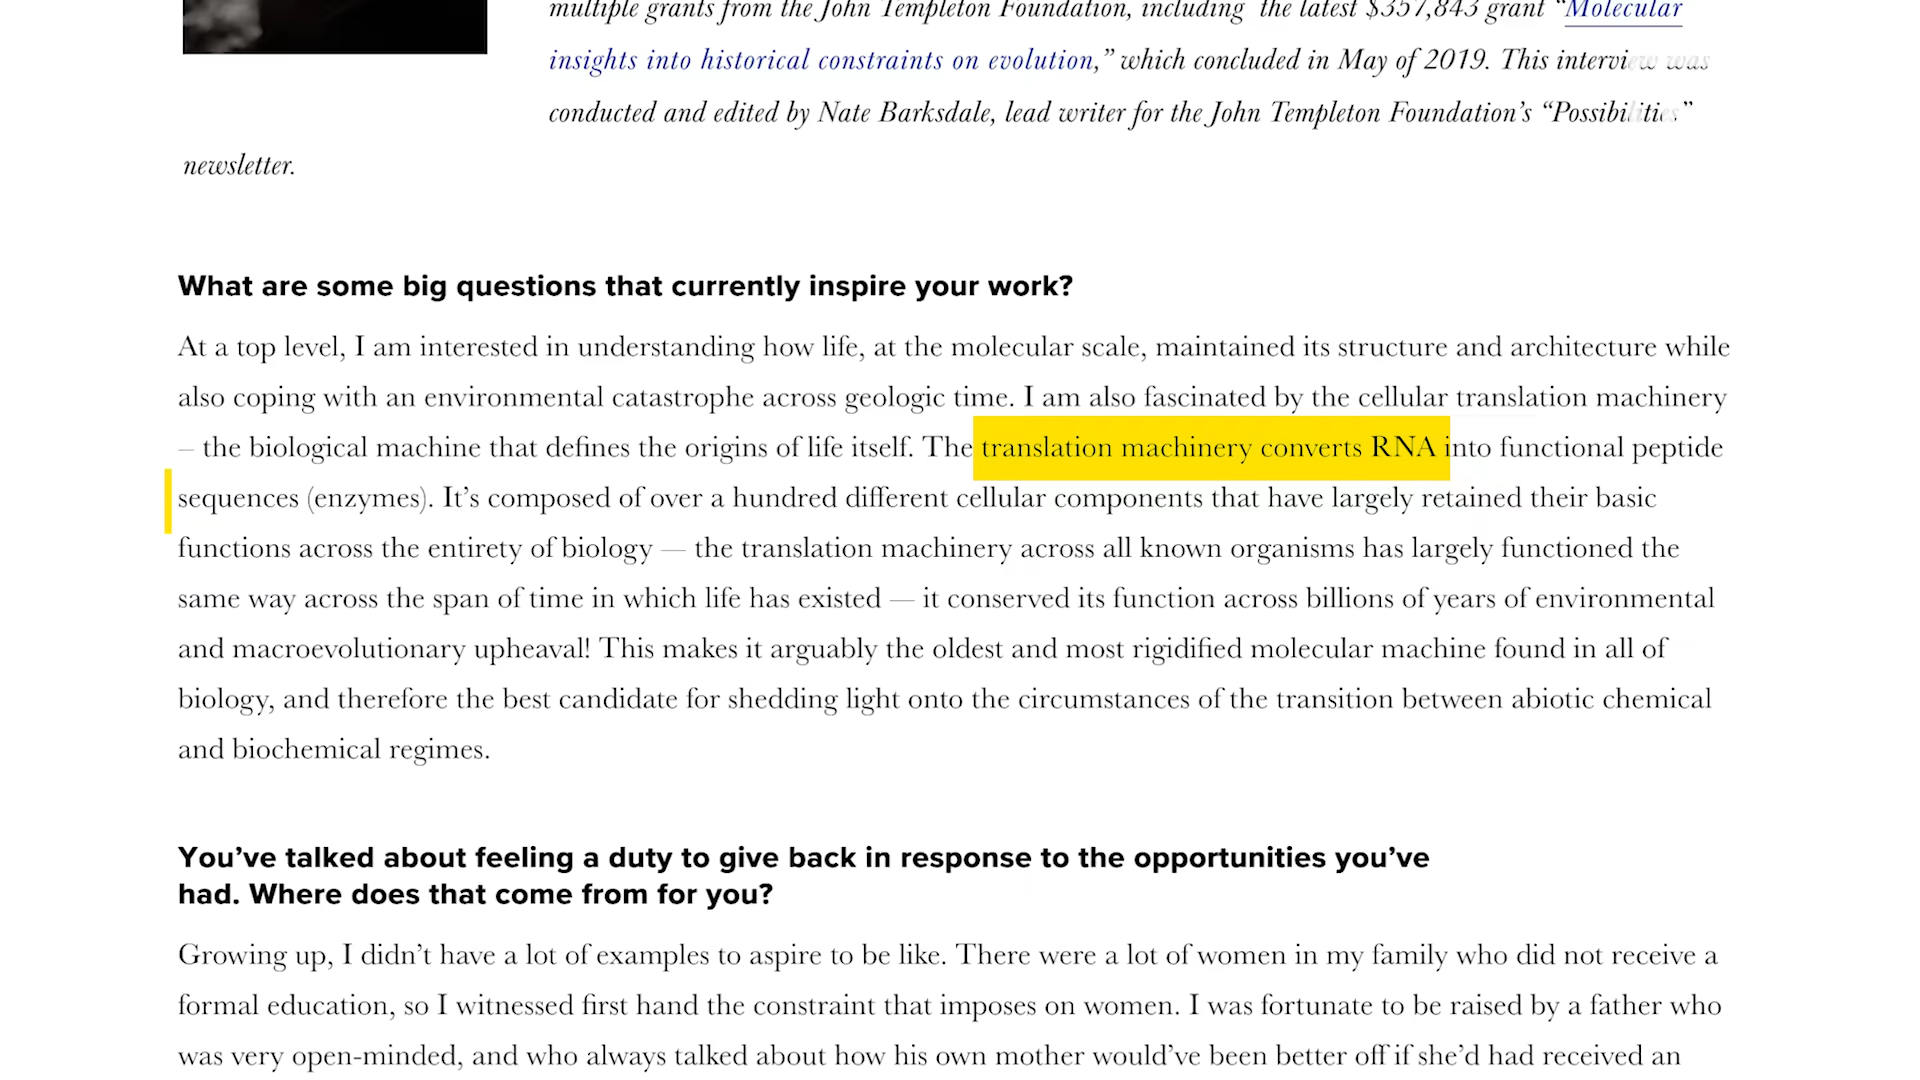 multiple grants from the John Templeton Foundation, including the latest $357,843 grant “Molecular
insights into historical constraints on evolution,” which concluded in May of 2019. This interview was
conducted and edited by Nate Barksdale, lead writer for the John Templeton Foundation’s “Possibilities”
newsletter.
What are some big questions that currently inspire your work?
At a top level, I am interested in understanding how life, at the molecular scale, maintained its structure and architecture while
also coping with an environmental catastrophe across geologic time. I am also fascinated by the cellular translation machinery
– the biological machine that defines the origins of life itself. The translation machinery converts RNA into functional peptide
sequences (enzymes). It’s composed of over a hundred different cellular components that have largely retained their basic
functions across the entirety of biology — the translation machinery across all known organisms has largely functioned the
same way across the span of time in which life has existed — it conserved its function across billions of years of environmental
and macroevolutionary upheaval! This makes it arguably the oldest and most rigidified molecular machine found in all of
biology, and therefore the best candidate for shedding light onto the circumstances of the transition between abiotic chemical
and biochemical regimes.
You’ve talked about feeling a duty to give back in response to the opportunities you’ve
had. Where does that come from for you?
Growing up, I didn’t have a lot of examples to aspire to be like. There were a lot of women in my family who did not receive a
formal education, so I witnessed first hand the constraint that imposes on women. I was fortunate to be raised by a father who
was very open-minded, and who always talked about how his own mother would’ve been better off if she’d had received an